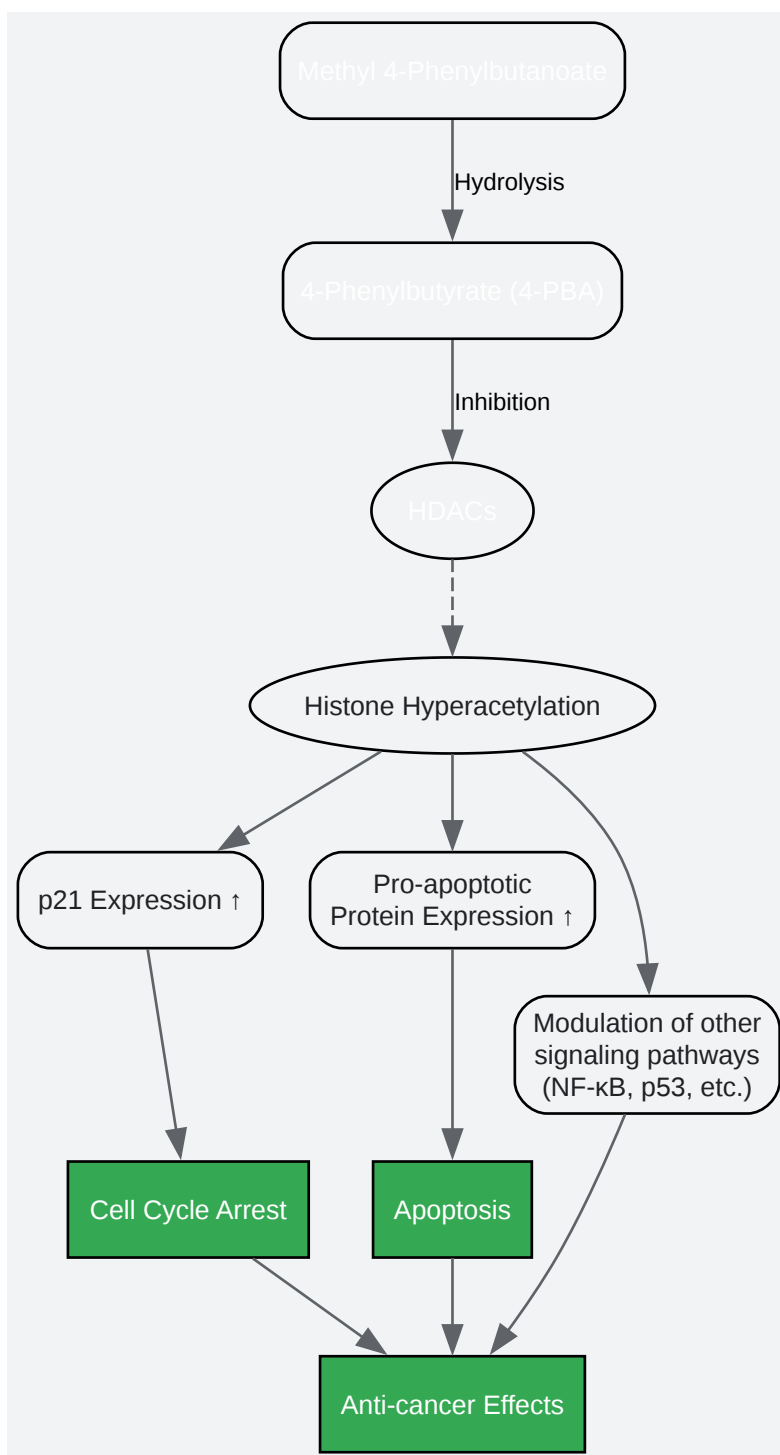 Methyl 4-Phenylbutanoate
Hydrolysis
4-Phenylbutyrate (4-PBA)
Inhibition
HDACs
Histone Hyperacetylation
p21 Expression ↑
Pro-apoptotic
Protein Expression ↑
Modulation of other
signaling pathways
(NF-κB, p53, etc.)
Cell Cycle Arrest
Apoptosis
Anti-cancer Effects